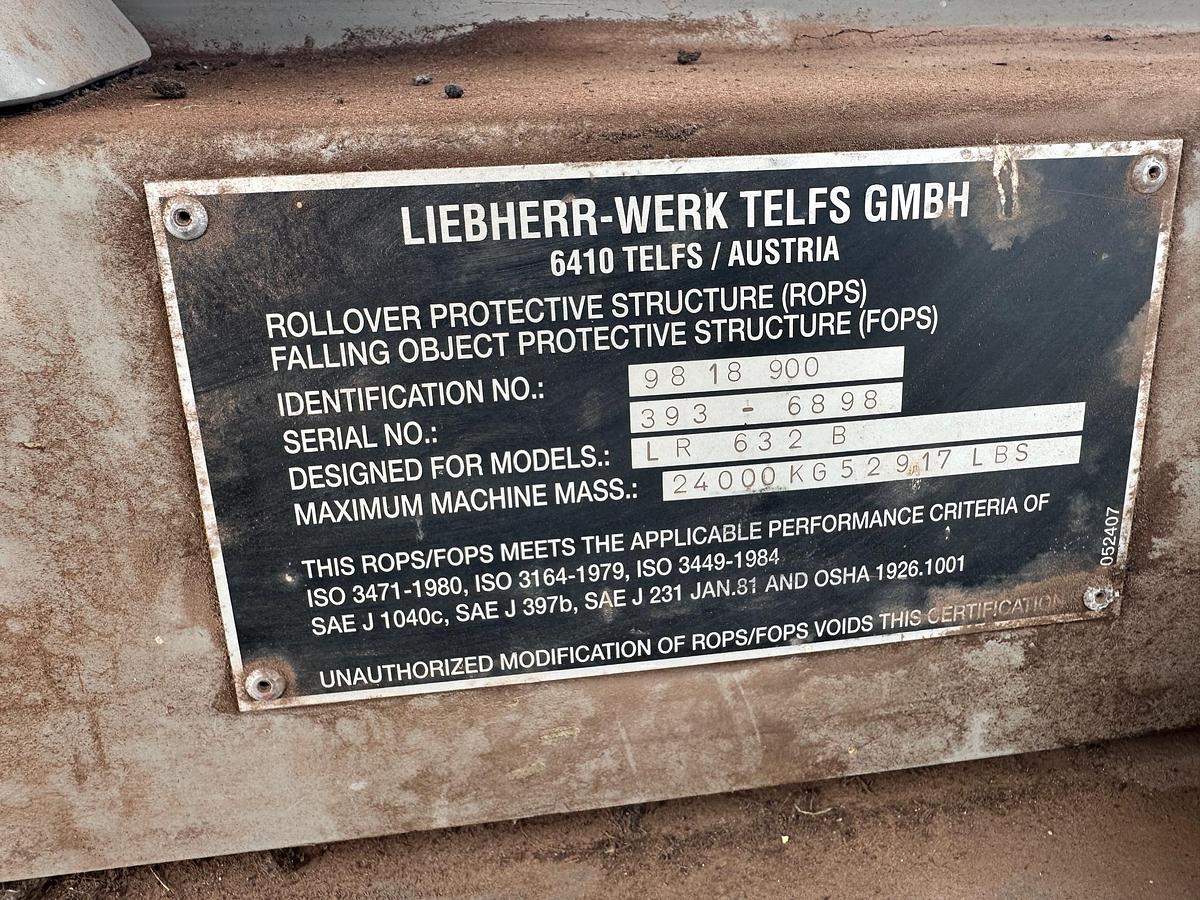 LIEBHERR-WERK TELFS GMBH
6410 TELFS / AUSTRIA
ROLLOVER PROTECTIVE STRUCTURE (ROPS)
FALLING OBJECT PROTECTIVE STRUCTURE (FOPS)
IDENTIFICATION NO.: 98 18 900
SERIAL NO.: 393 - 6898
DESIGNED FOR MODELS.: LR 632 B
MAXIMUM MACHINE MASS.: 24000KG52917 LBS
THIS ROPS/FOPS MEETS THE APPLICABLE PERFORMANCE CRITERIA OF
ISO 3471-1980, ISO 3164-1979, ISO 3449-1984
SAE J 1040c, SAE J 397b, SAE J 231 JAN.81 AND OSHA 1926.1001
UNAUTHORIZED MODIFICATION OF ROPS/FOPS VOIDS THIS CERTIFICATION
052407